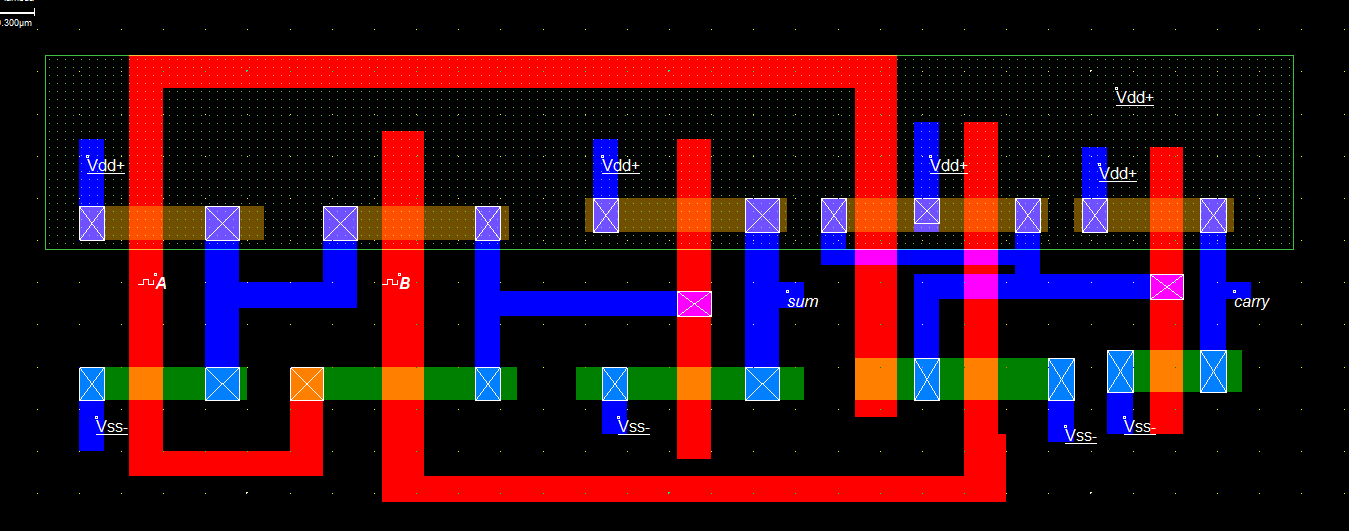 0.300µm
Vdd+
Vdd+
Vdd+
Vdd+
Vdd+
A
B
sum
carry
Vss-
Vss-
Vss-
Vss-